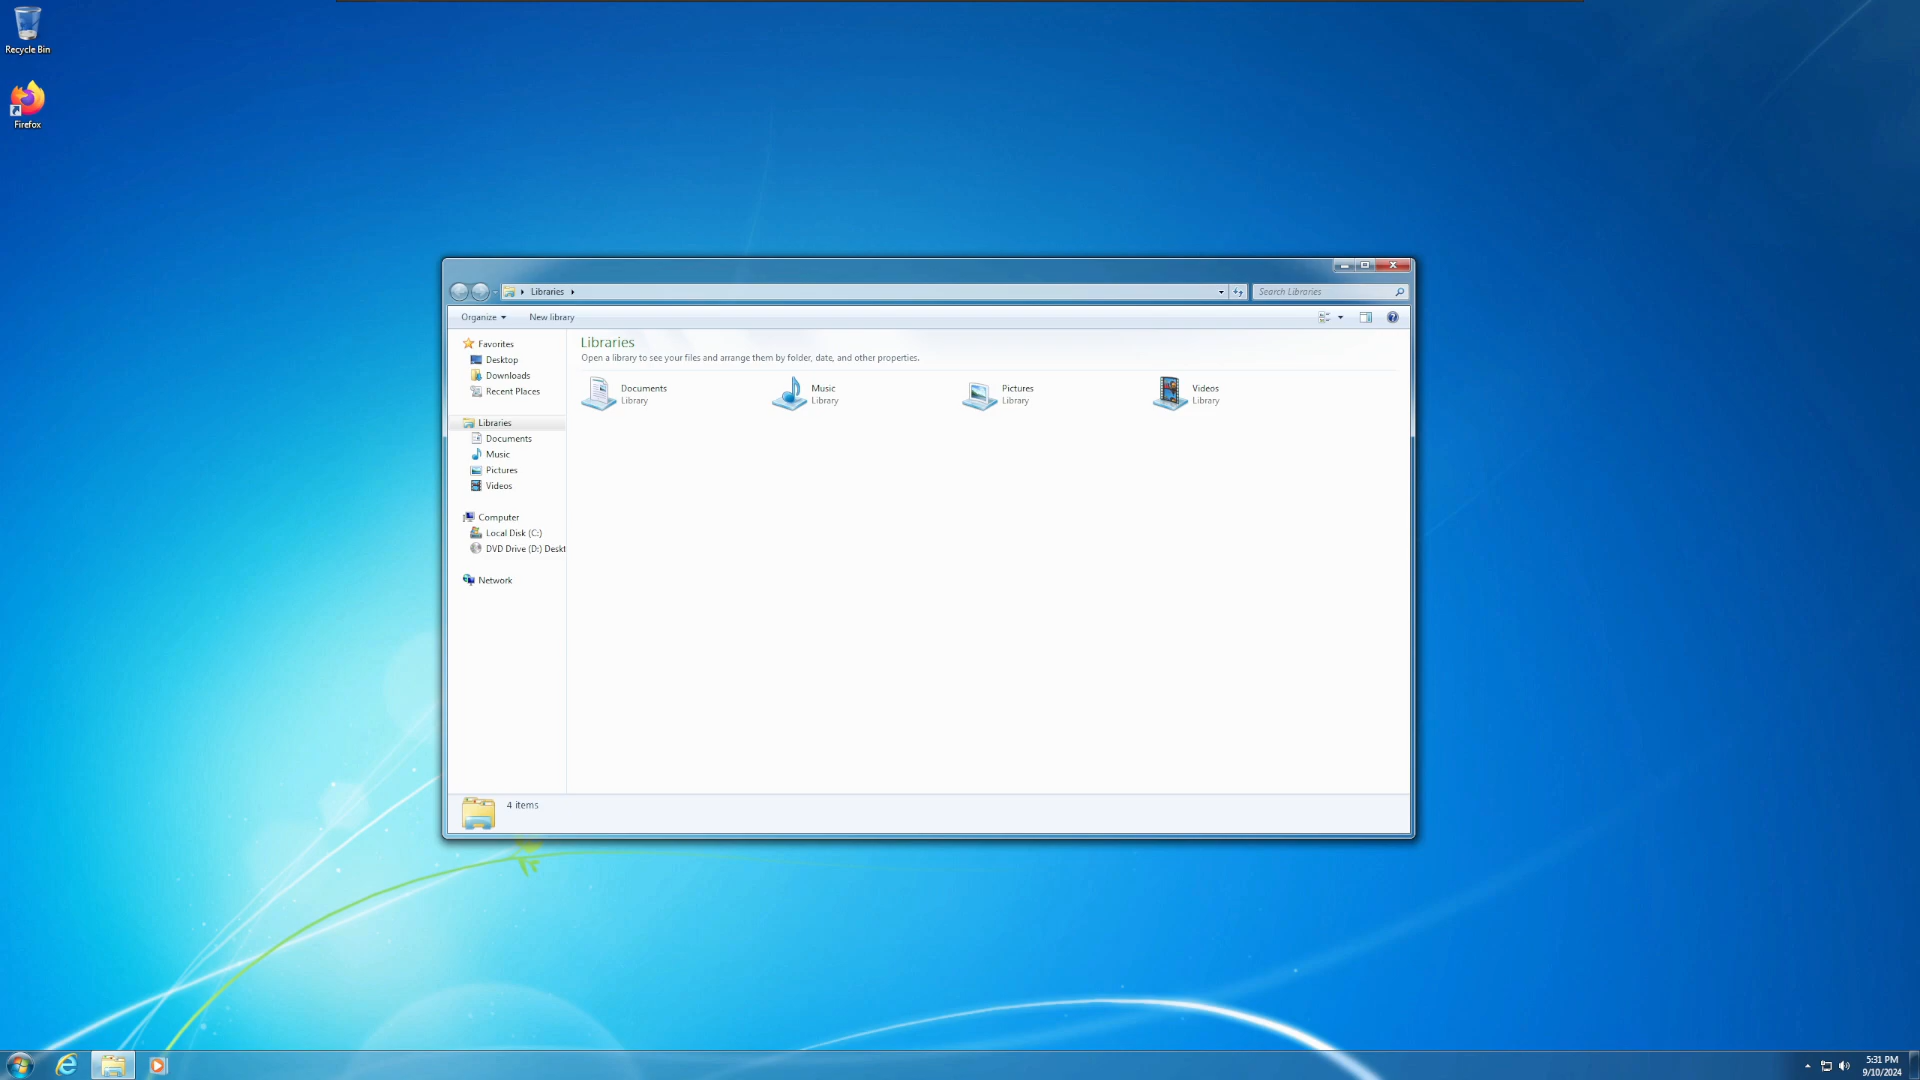 Recycle Bin
Firefox
Libraries
Search Libraries
Organize
New library
Favorites
Desktop
Downloads
Recent Places
Libraries
Documents
Music
Pictures
Videos
Computer
Local Disk (C:)
DVD Drive (D:) Deskt
Network
Libraries
Open a library to see your files and arrange them by folder, date, and other properties.
Documents
Library
Music
Library
Pictures
Library
Videos
Library
4 items
5:31 PM
9/10/2024